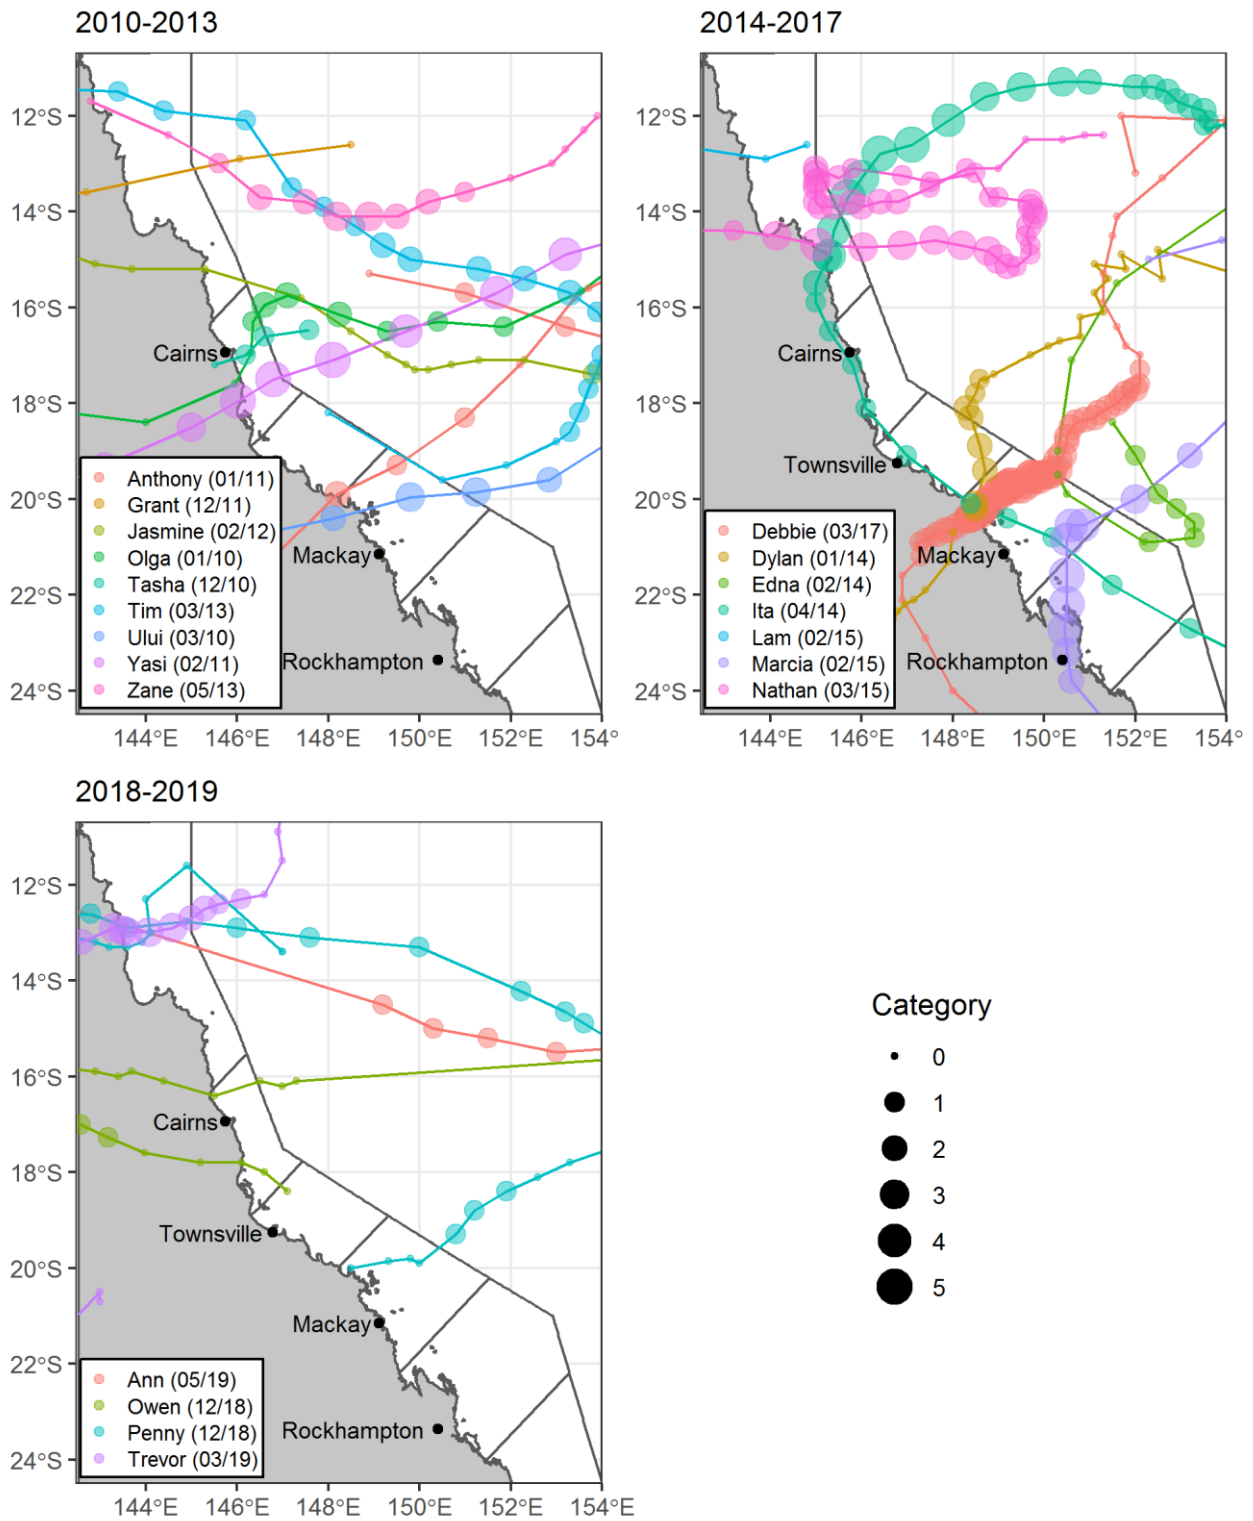 2010-2013
12°S
14°S
16°S
18°S
20°S
22°S
24°S
Cairns
Mackay
Rockhampton
Anthony (01/11)
Grant (12/11)
Jasmine (02/12)
Olga (01/10)
Tasha (12/10)
Tim (03/13)
Ului (03/10)
Yasi (02/11)
Zane (05/13)
144°E 146°E 148°E 150°E 152°E 154°
2014-2017
12°S
14°S
16°S
18°S
20°S
22°S
24°S
Cairns
Townsville
Mackay
Rockhampton
Debbie (03/17)
Dylan (01/14)
Edna (02/14)
Ita (04/14)
Lam (02/15)
Marcia (02/15)
Nathan (03/15)
144°E 146°E 148°E 150°E 152°E 154°
2018-2019
12°S
14°S
16°S
18°S
20°S
22°S
24°S
Cairns
Townsville
Mackay
Rockhampton
Ann (05/19)
Owen (12/18)
Penny (12/18)
Trevor (03/19)
144°E 146°E 148°E 150°E 152°E 154°E
Category
0
1
2
3
4
5